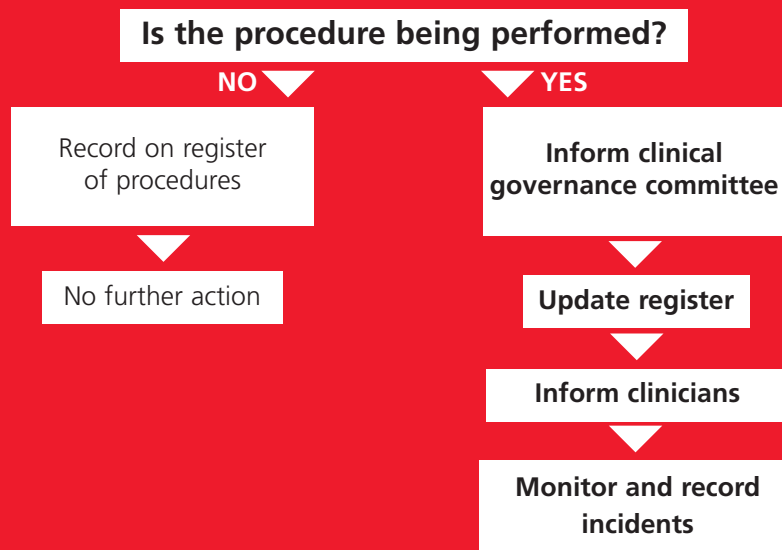 Is the procedure being performed?
NO
YES
Record on register
of procedures
No further action
Inform clinical
governance committee
Update register
Inform clinicians
Monitor and record
incidents